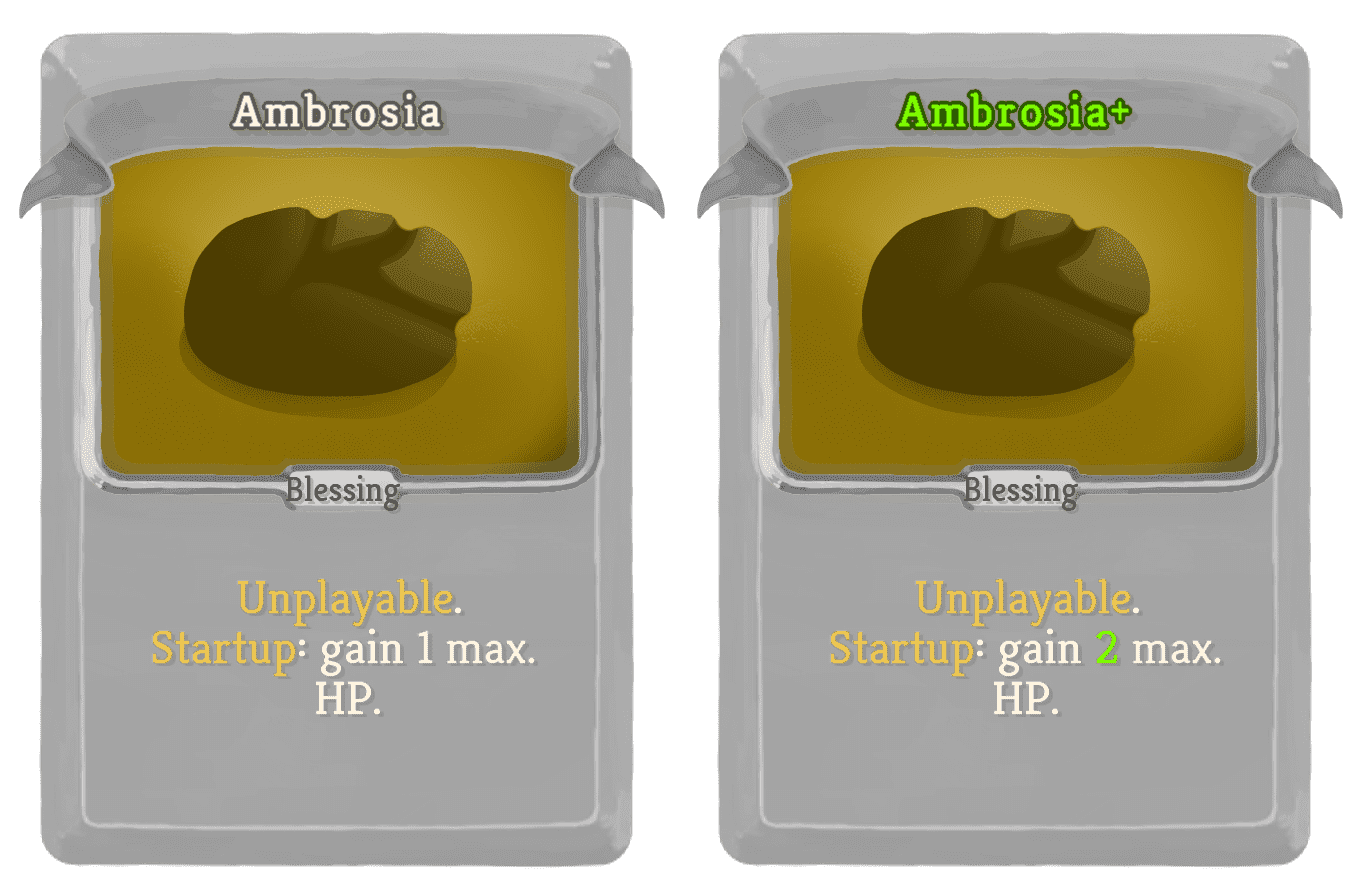 Ambrosia
Blessing
Unplayable.
Startup: gain 1 max.
HP.
Ambrosia+
Blessing
Unplayable.
Startup: gain 2 max.
HP.